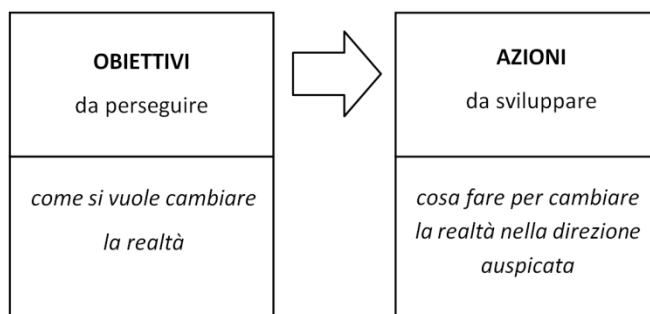 OBIETTIVI
da perseguire
come si vuole cambiare
la realtà
AZIONI
da sviluppare
cosa fare per cambiare
la realtà nella direzione
auspicata